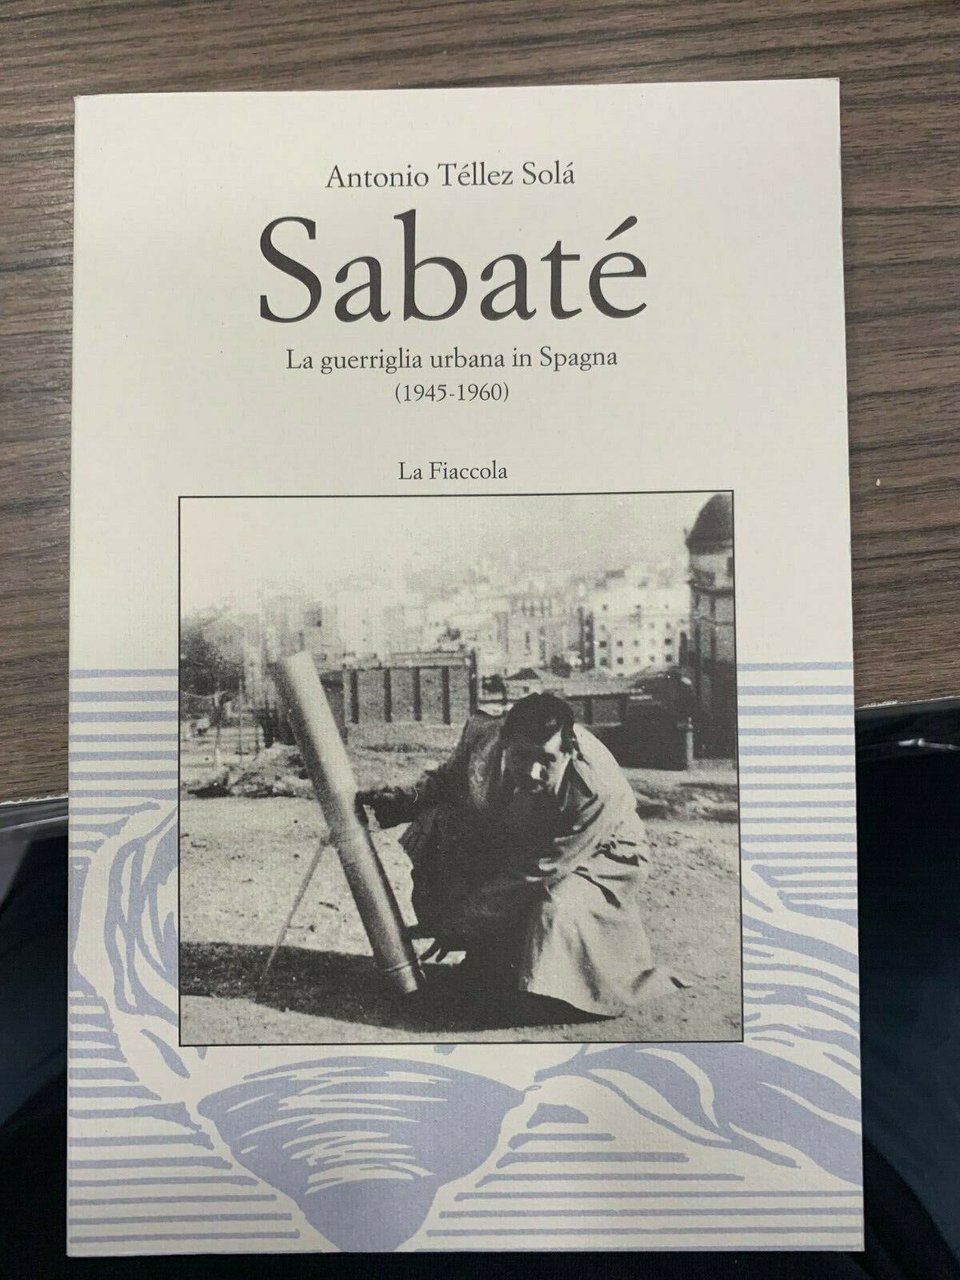 Antonio Téllez Solá
Sabaté
La guerriglia urbana in Spagna
(1945-1960)
La Fiaccola